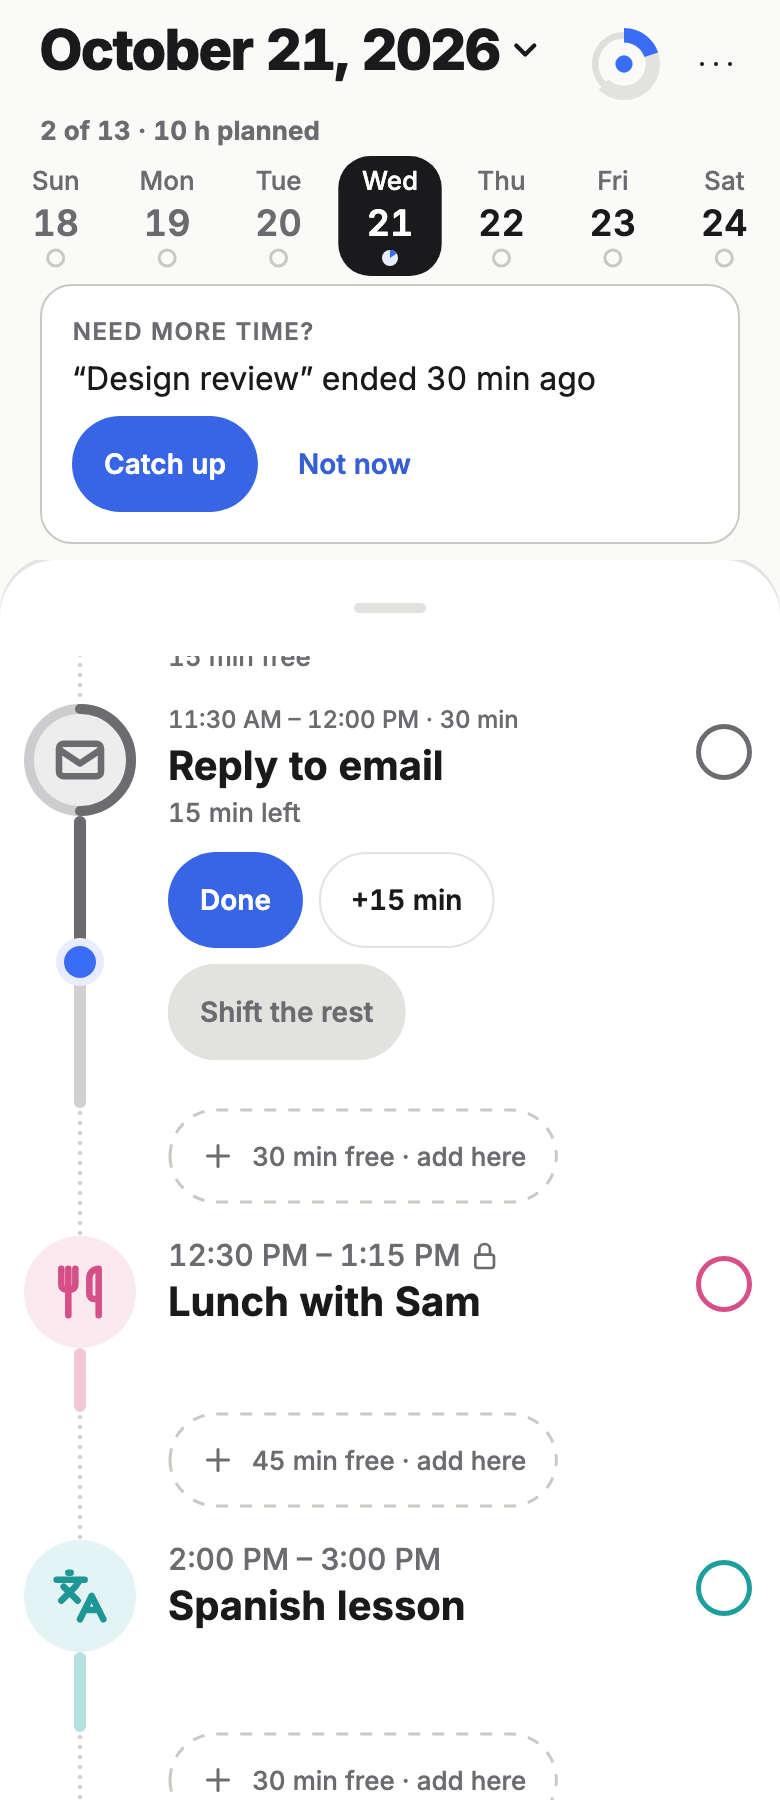 October 21, 2026
...
2 of 13 · 10 h planned
Sun Mon Tue Wed Thu Fri Sat
18 19 20 21 22 23 24
NEED MORE TIME?
“Design review” ended 30 min ago
Catch up Not now
15 min free
11:30 AM – 12:00 PM · 30 min
Reply to email
15 min left
Done +15 min
Shift the rest
30 min free · add here
12:30 PM – 1:15 PM
Lunch with Sam
45 min free · add here
2:00 PM – 3:00 PM
Spanish lesson
30 min free · add here